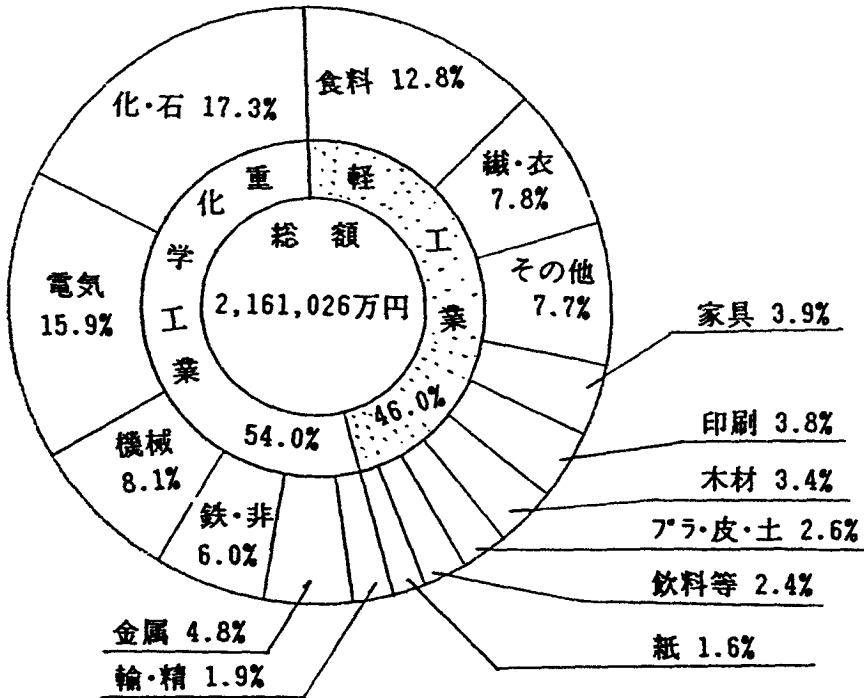 食料 12.8%
化・石 17.3%
繊・衣
7.8%
重化学工業
軽工業
総額
2,161,026万円
その他
7.7%
電気
15.9%
家具 3.9%
46.0%
54.0%
印刷 3.8%
機械
8.1%
木材 3.4%
鉄・非
6.0%
プラ・皮・土 2.6%
飲料等 2.4%
金属 4.8%
紙 1.6%
輸・精 1.9%